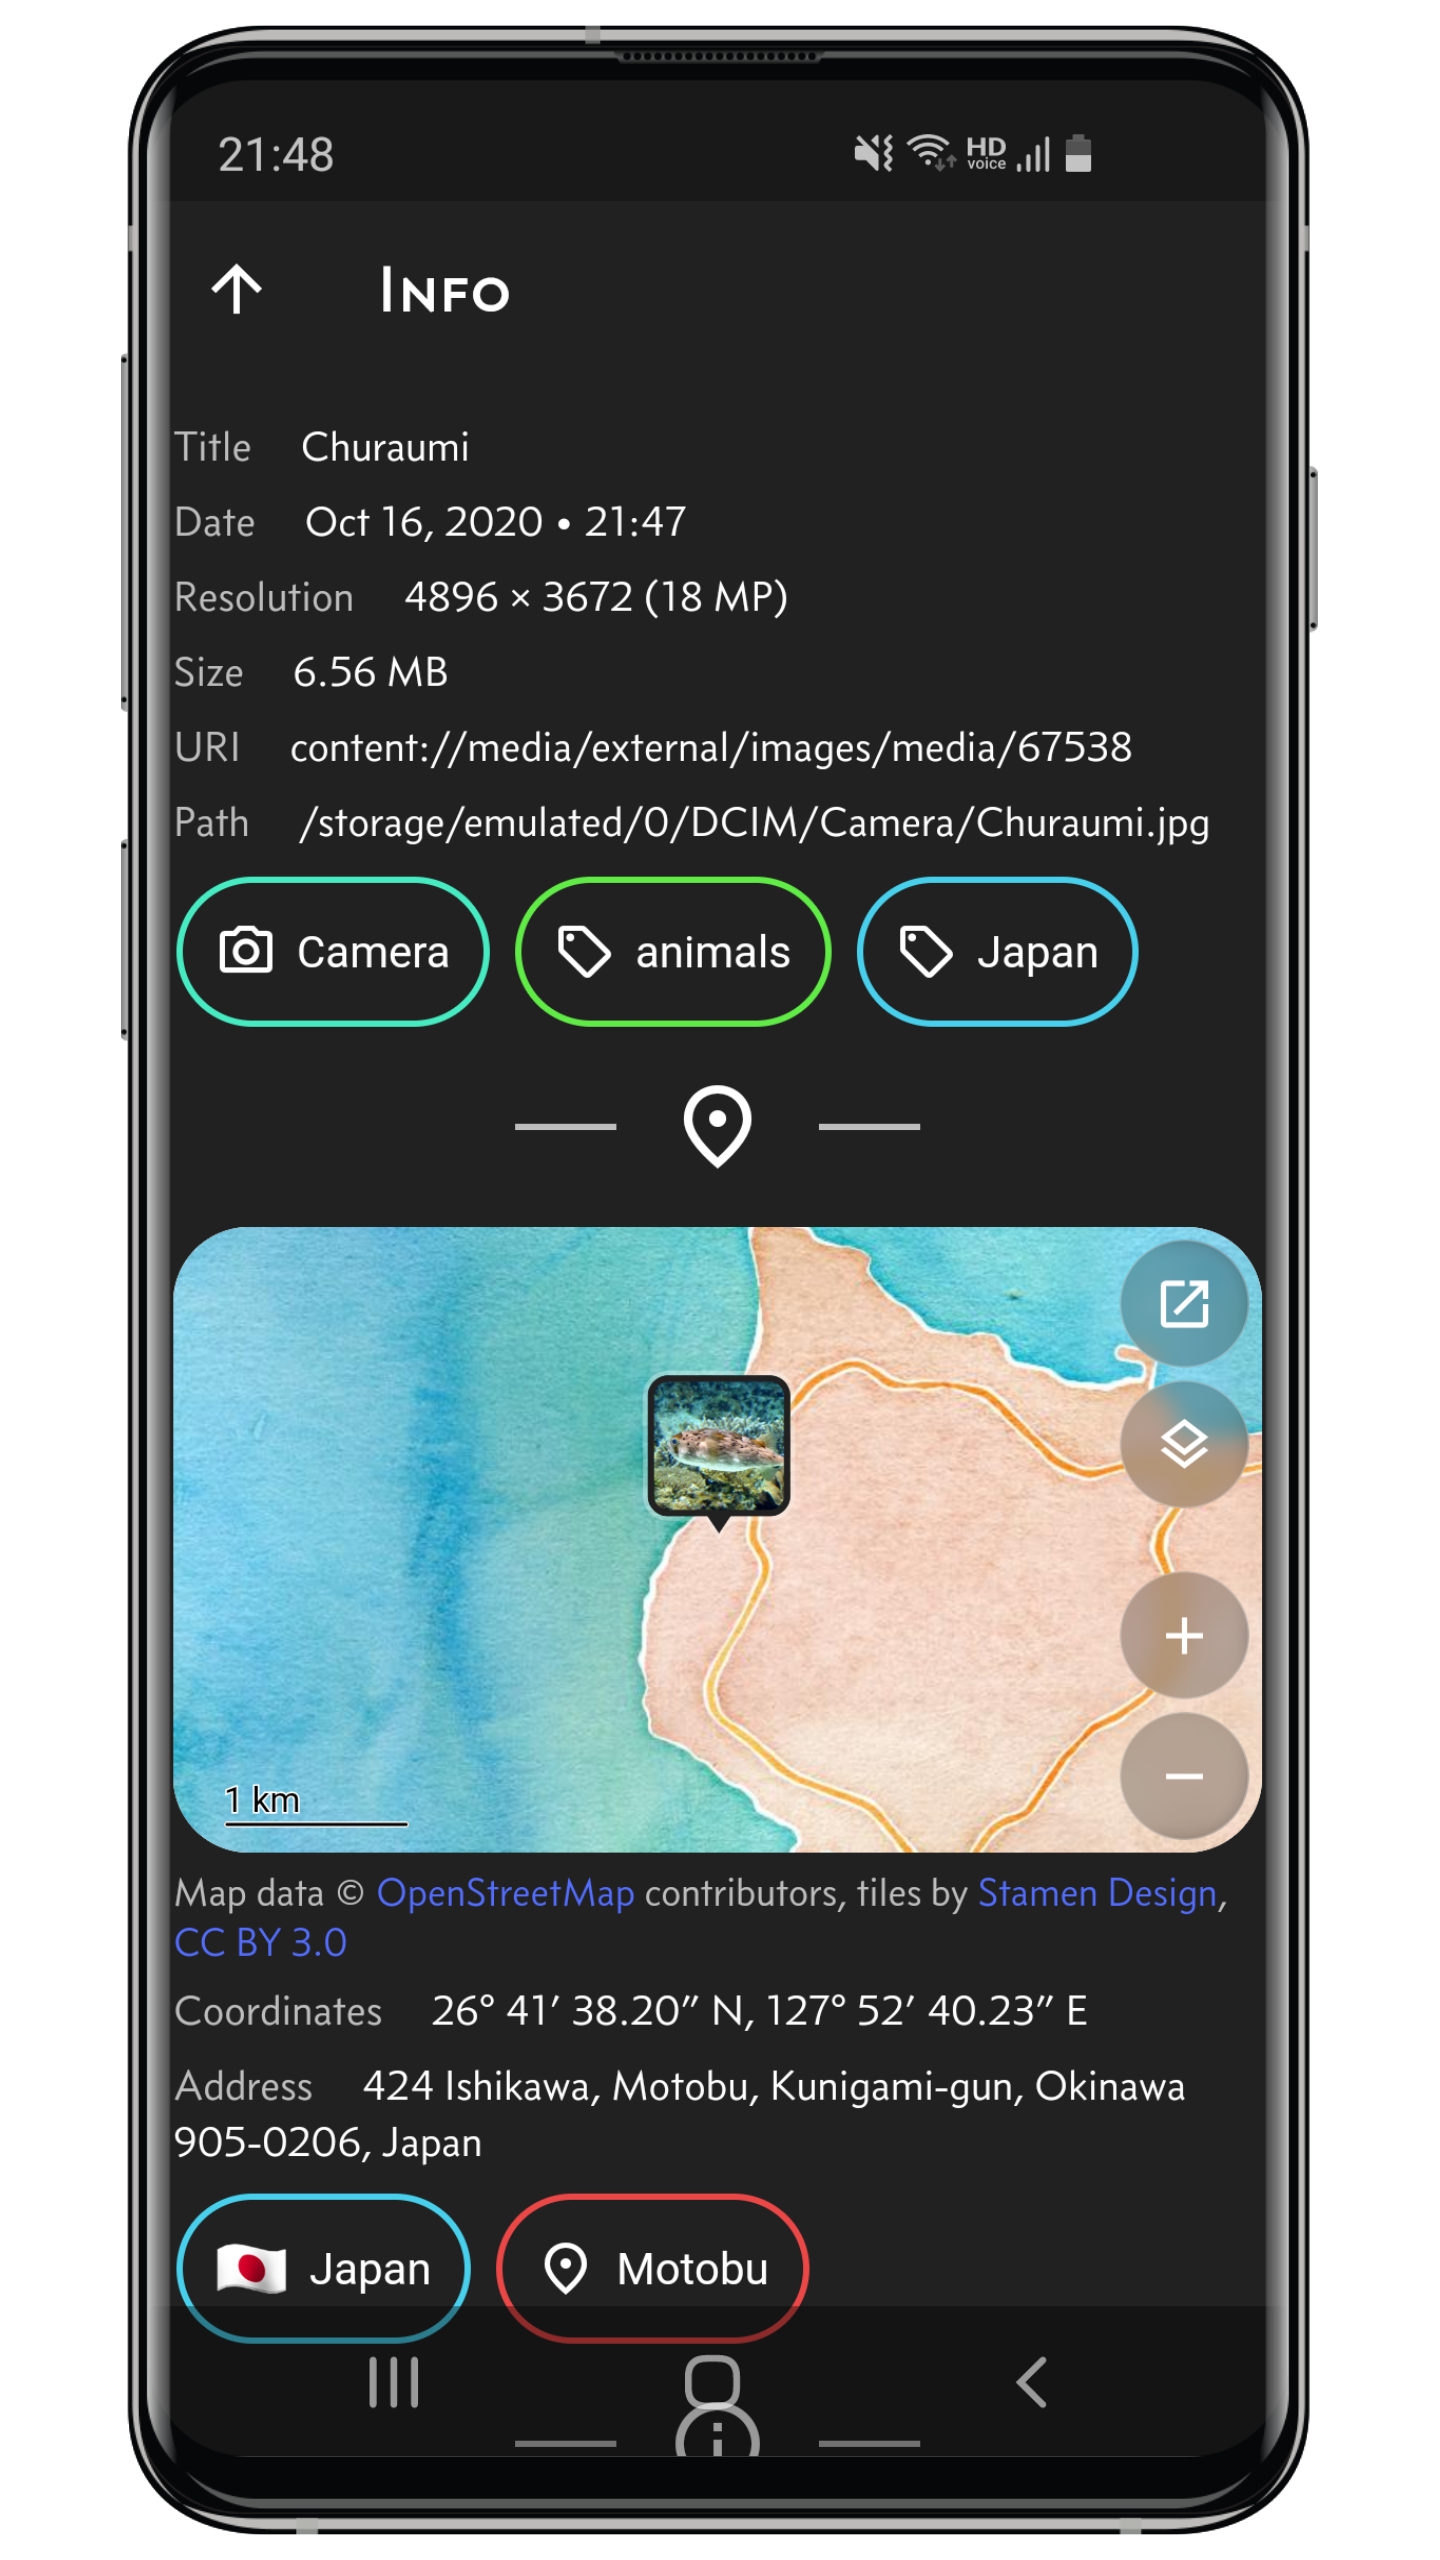 21:48 HD voice
Info
Title Churaumi
Date Oct 16, 2020 • 21:47
Resolution 4896 × 3672 (18 MP)
Size 6.56 MB
URI content://media/external/images/media/67538
Path /storage/emulated/0/DCIM/Camera/Churaumi.jpg
Camera animals Japan
1 km
Map data © OpenStreetMap contributors, tiles by Stamen Design,
CC BY 3.0
Coordinates 26° 41′ 38.20″ N, 127° 52′ 40.23″ E
Address 424 Ishikawa, Motobu, Kunigami-gun, Okinawa
905-0206, Japan
Japan Motobu